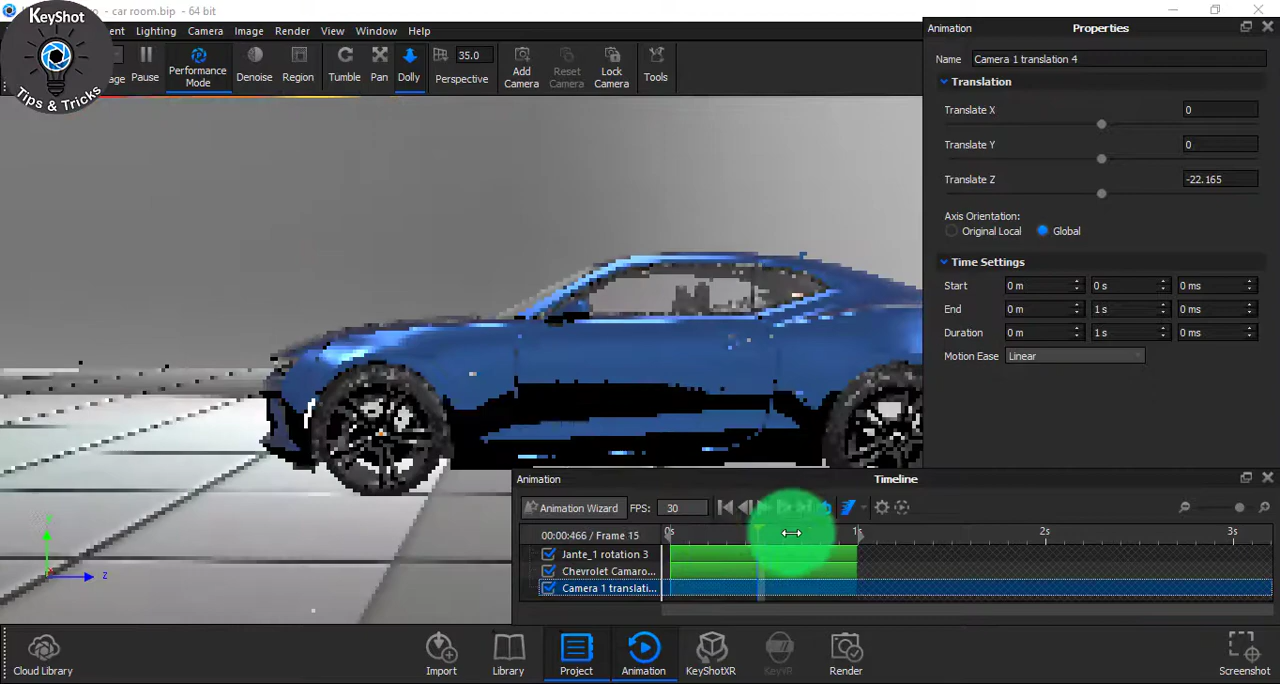 KeyShot
Tips & Tricks
- car room.bip - 64 bit
Lighting Camera Image Render View Window Help
Pause
Performance Mode
Denoise
Region
Tumble
Pan
Dolly
35.0
Perspective
Add Camera
Reset Camera
Lock Camera
Tools
Animation
Properties
Name Camera 1 translation 4
Translation
Translate X 0
Translate Y 0
Translate Z -22.165
Axis Orientation:
Original Local Global
Time Settings
Start 0 m 0 s 0 ms
End 0 m 1 s 0 ms
Duration 0 m 1 s 0 ms
Motion Ease Linear
Z
Animation
Timeline
Animation Wizard FPS: 30
00:00:466 / Frame 15 0s 1s 2s 3s
Jante_1 rotation 3
Chevrolet Camaro...
Camera 1 translati...
Cloud Library
Import
Library
Project
Animation
KeyShotXR
KeyVR
Render
Screenshot